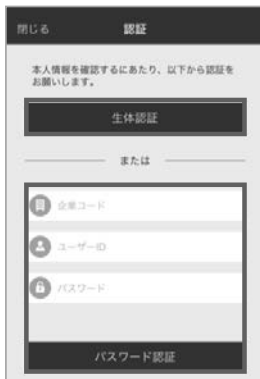 閉じる 認証
本人情報を確認するにあたり、以下から認証を
お願いします。
生体認証
または
企業コード
ユーザーID
パスワード
パスワード認証